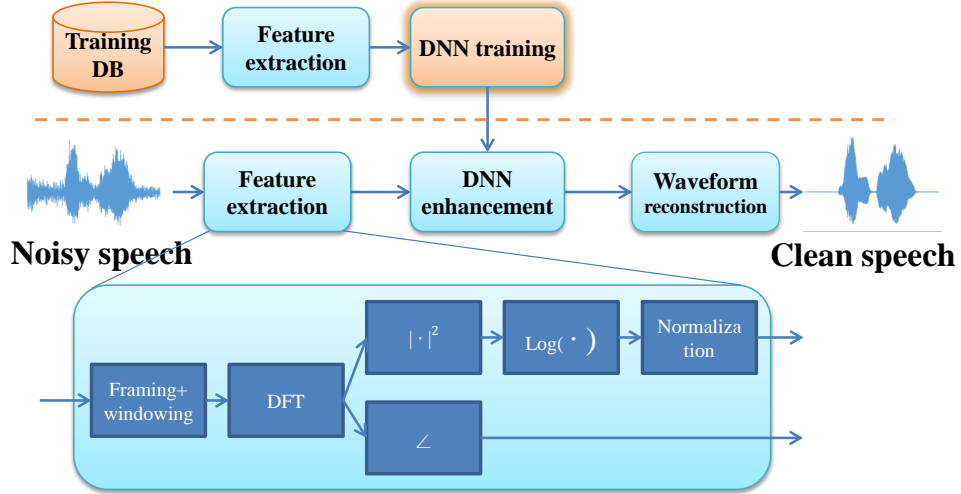 Training
DB
Feature
extraction
DNN training
Noisy speech
Feature
extraction
DNN
enhancement
Waveform
reconstruction
Clean speech
Framing+
windowing
DFT
|·|²
Log(·)
Normaliza
tion
∠